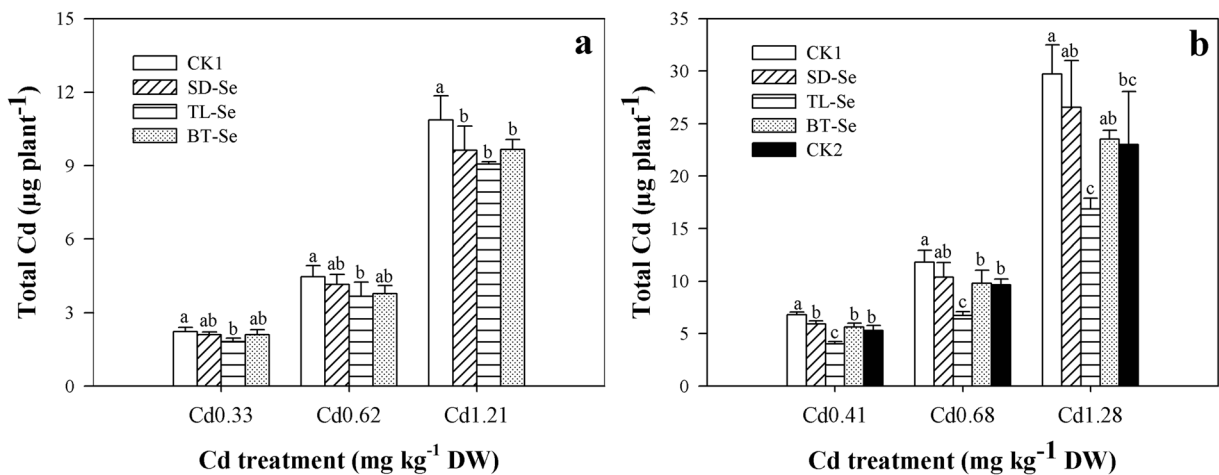 a
15
12
9
6
3
0
Total Cd (µg plant⁻¹)
CK1
SD-Se
TL-Se
BT-Se
a ab b ab
a ab b ab
a b b b
Cd0.33 Cd0.62 Cd1.21
Cd treatment (mg kg⁻¹ DW)
b
35
30
25
20
15
10
5
0
Total Cd (µg plant⁻¹)
CK1
SD-Se
TL-Se
BT-Se
CK2
a b c b b
a ab c b b
a ab c ab bc
Cd0.41 Cd0.68 Cd1.28
Cd treatment (mg kg⁻¹ DW)